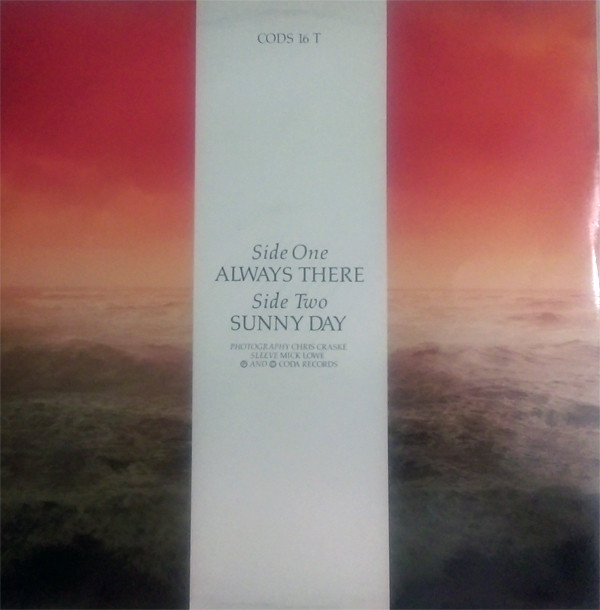 CODS 16 T
Side One
ALWAYS THERE
Side Two
SUNNY DAY
PHOTOGRAPHY CHRIS CRASKE
SLEEVE MICK LOWE
Ⓟ AND © CODA RECORDS